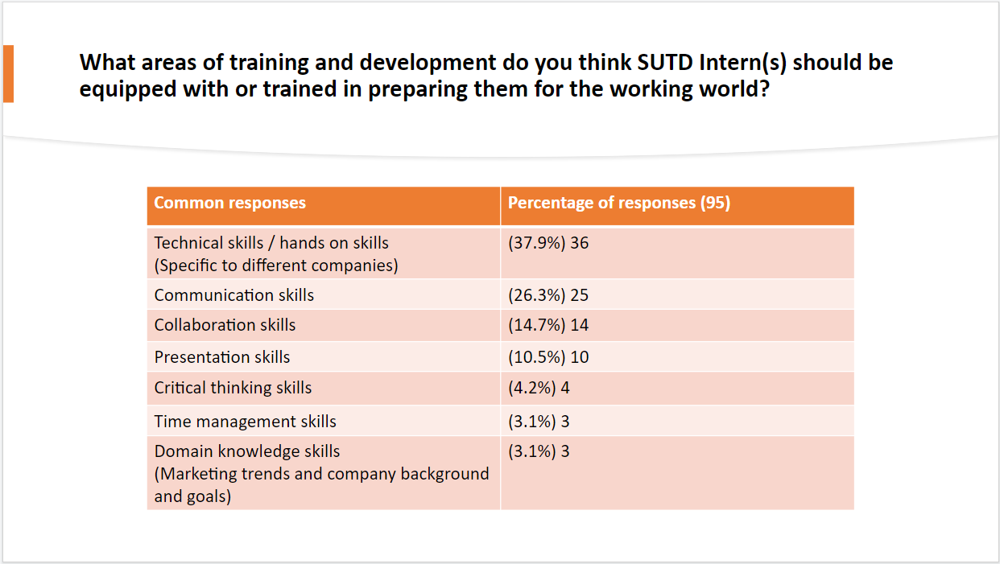 What areas of training and development do you think SUTD Intern(s) should be
equipped with or trained in preparing them for the working world?
Common responses
Percentage of responses (95)
Technical skills / hands on skills
(Specific to different companies)
(37.9%) 36
Communication skills
(26.3%) 25
Collaboration skills
(14.7%) 14
Presentation skills
(10.5%) 10
Critical thinking skills
(4.2%) 4
Time management skills
(3.1%) 3
Domain knowledge skills
(Marketing trends and company background
and goals)
(3.1%) 3